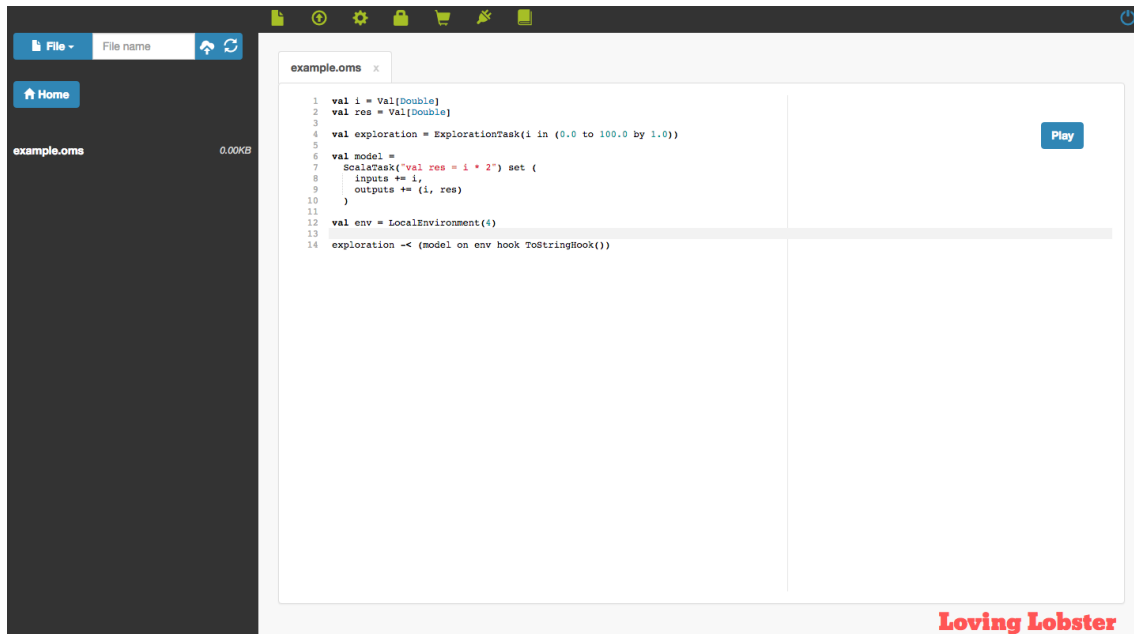 File
File name
Home
example.oms
0.00KB
example.oms x
1 val i = Val[Double]
2 val res = Val[Double]
3
4 val exploration = ExplorationTask(i in (0.0 to 100.0 by 1.0))
5
6 val model =
7   ScalaTask("val res = i * 2") set (
8     inputs += i,
9     outputs += (i, res)
10   )
11
12 val env = LocalEnvironment(4)
13
14 exploration -< (model on env hook ToStringHook())
Play
Loving Lobster